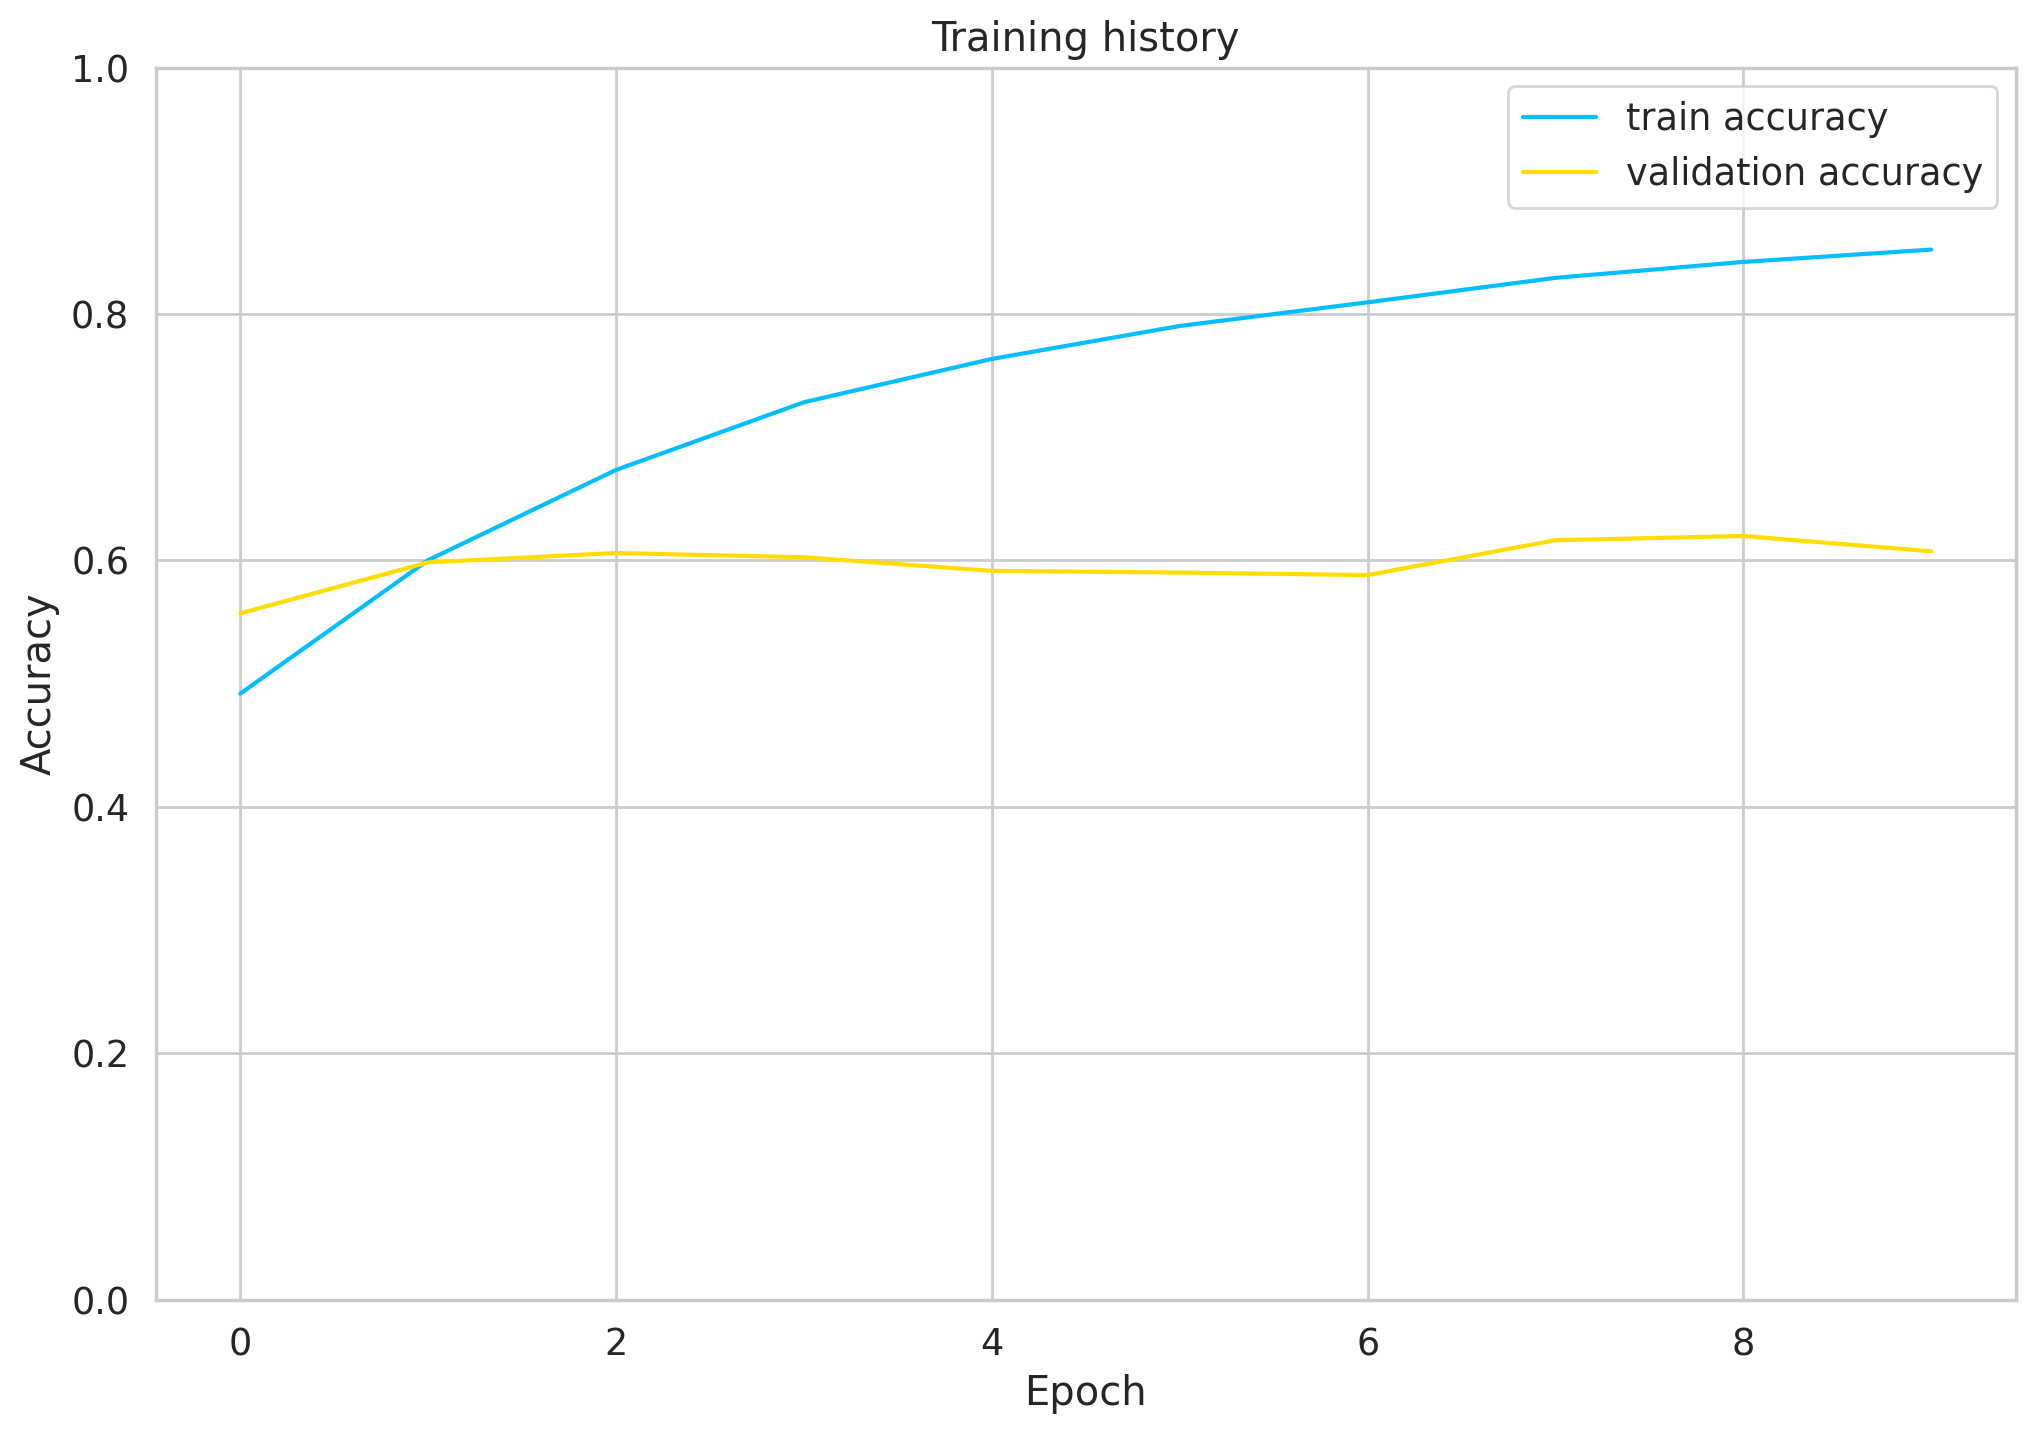 Training history
1.0
train accuracy
validation accuracy
0.8
0.6
Accuracy
0.4
0.2
0.0
0 2 4 6 8
Epoch